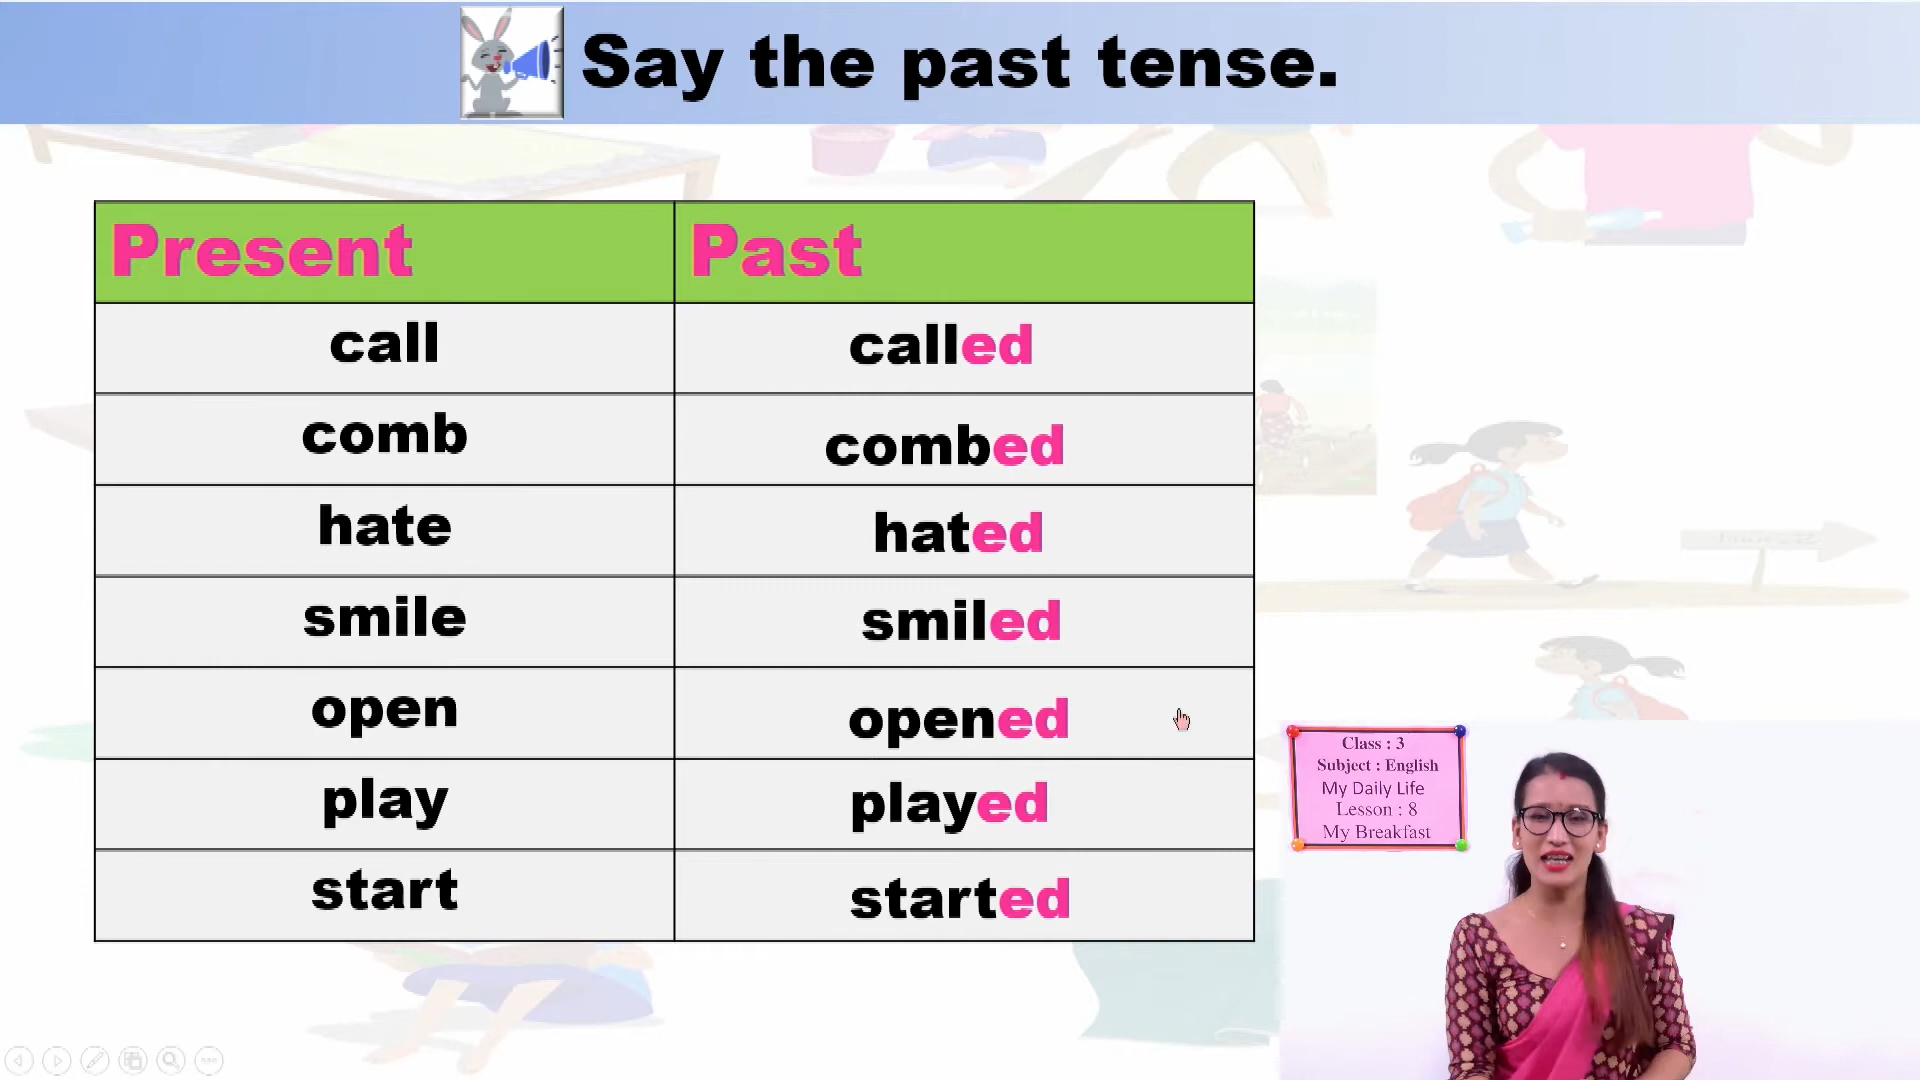 Say the past tense.
Present Past
call called
comb combed
hate hated
smile smiled
open opened
play played
start started
Class : 3
Subject : English
My Daily Life
Lesson : 8
My Breakfast